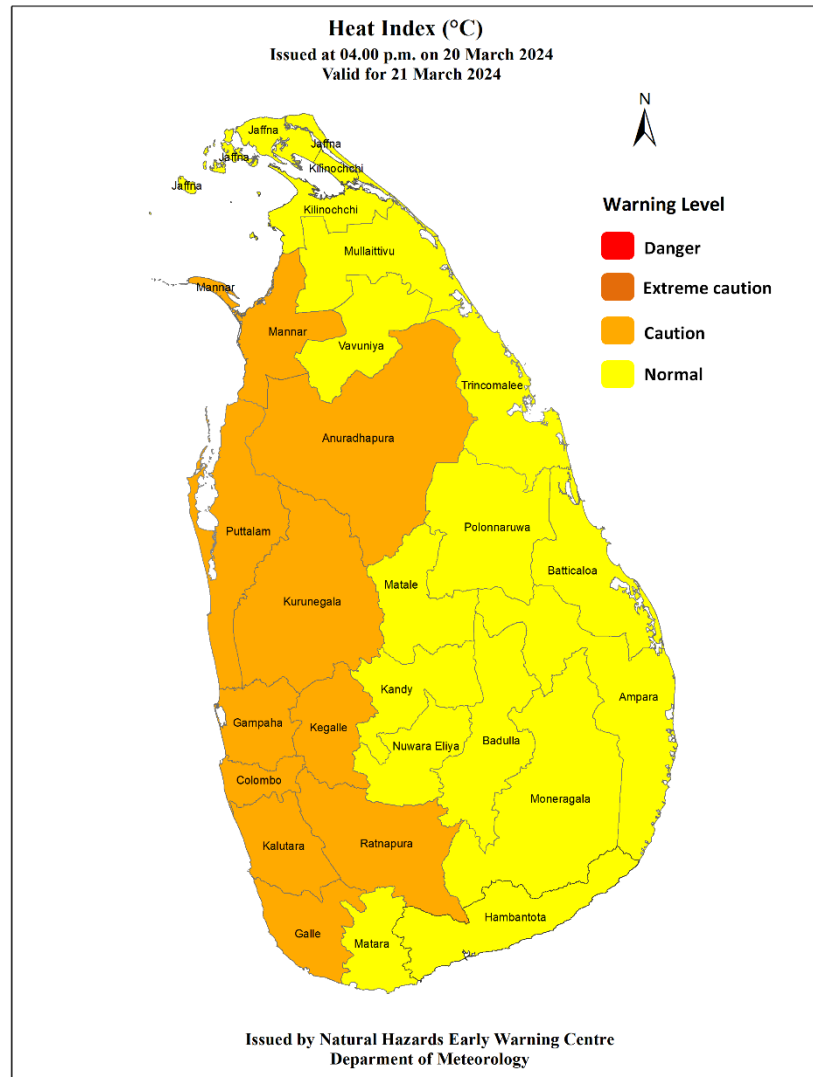 Heat Index (°C)
Issued at 04.00 p.m. on 20 March 2024
Valid for 21 March 2024
N
Jaffna
Jaffna
Jaffna
Kilinochchi
Jaffna
Kilinochchi
Warning Level
Danger
Mullaittivu
Extreme caution
Mannar
Mannar
Caution
Vavuniya
Normal
Trincomalee
Anuradhapura
Puttalam
Polonnaruwa
Batticaloa
Matale
Kurunegala
Kandy
Ampara
Gampaha
Kegalle
Nuwara Eliya
Badulla
Colombo
Moneragala
Kalutara
Ratnapura
Hambantota
Galle
Matara
Issued by Natural Hazards Early Warning Centre
Deparment of Meteorology